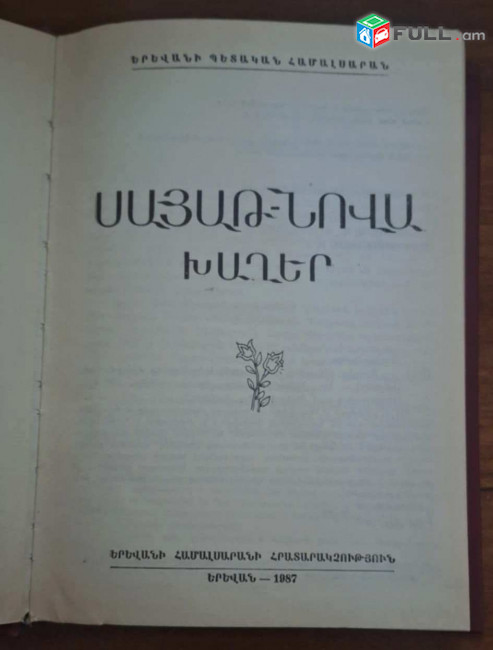 FULL.am
ԵՐԵՎԱՆԻ ՊԵՏԱԿԱՆ ՀԱՄԱԼՍԱՐԱՆ
ՍԱՅԱԹ-ՆՈՎԱ
ԽԱՂԵՐ
ԵՐԵՎԱՆԻ ՀԱՄԱԼՍԱՐԱՆԻ ՀՐԱՏԱՐԱԿՉՈՒԹՅՈՒՆ
ԵՐԵՎԱՆ — 1987